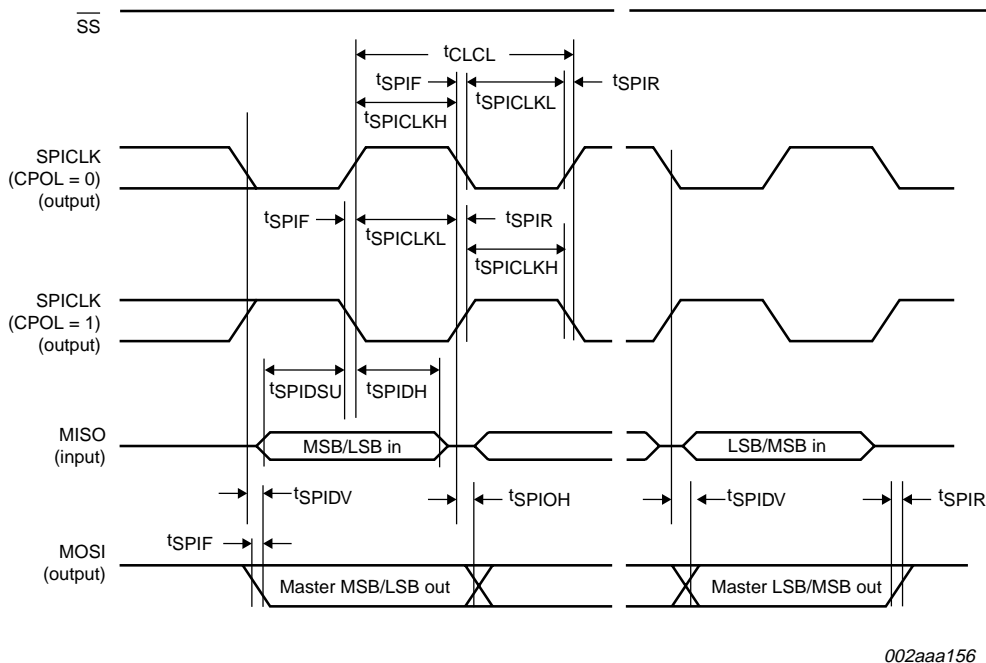 SS
tCLCL
tSPIF
tSPICLKL
tSPIR
tSPICLKH
SPICLK
(CPOL = 0)
(output)
tSPIF
tSPICLKL
tSPIR
tSPICLKH
SPICLK
(CPOL = 1)
(output)
tSPIDSU
tSPIDH
MISO
(input)
MSB/LSB in
LSB/MSB in
tSPIDV
tSPIOH
tSPIDV
tSPIR
tSPIF
MOSI
(output)
Master MSB/LSB out
Master LSB/MSB out
002aaa156